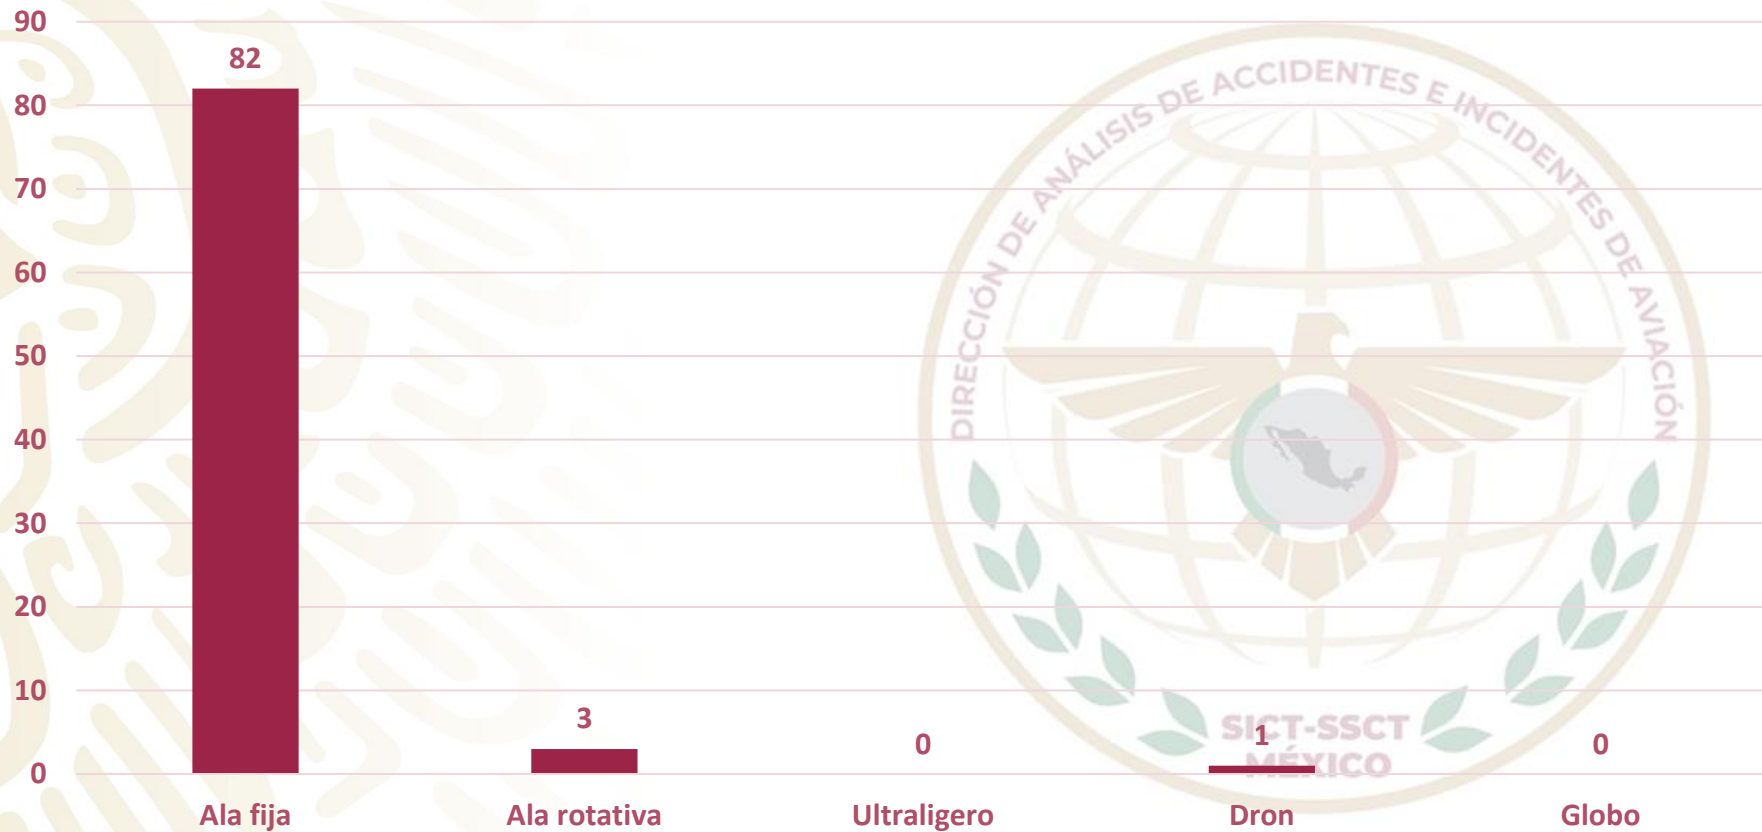 90
82
80
70
60
50
40
30
20
10
0
3
0
1
0
Ala fija
Ala rotativa
Ultraligero
Dron
Globo
DIRECCIÓN DE ANÁLISIS DE ACCIDENTES E INCIDENTES DE AVIACIÓN
SICT-SSCT
MÉXICO